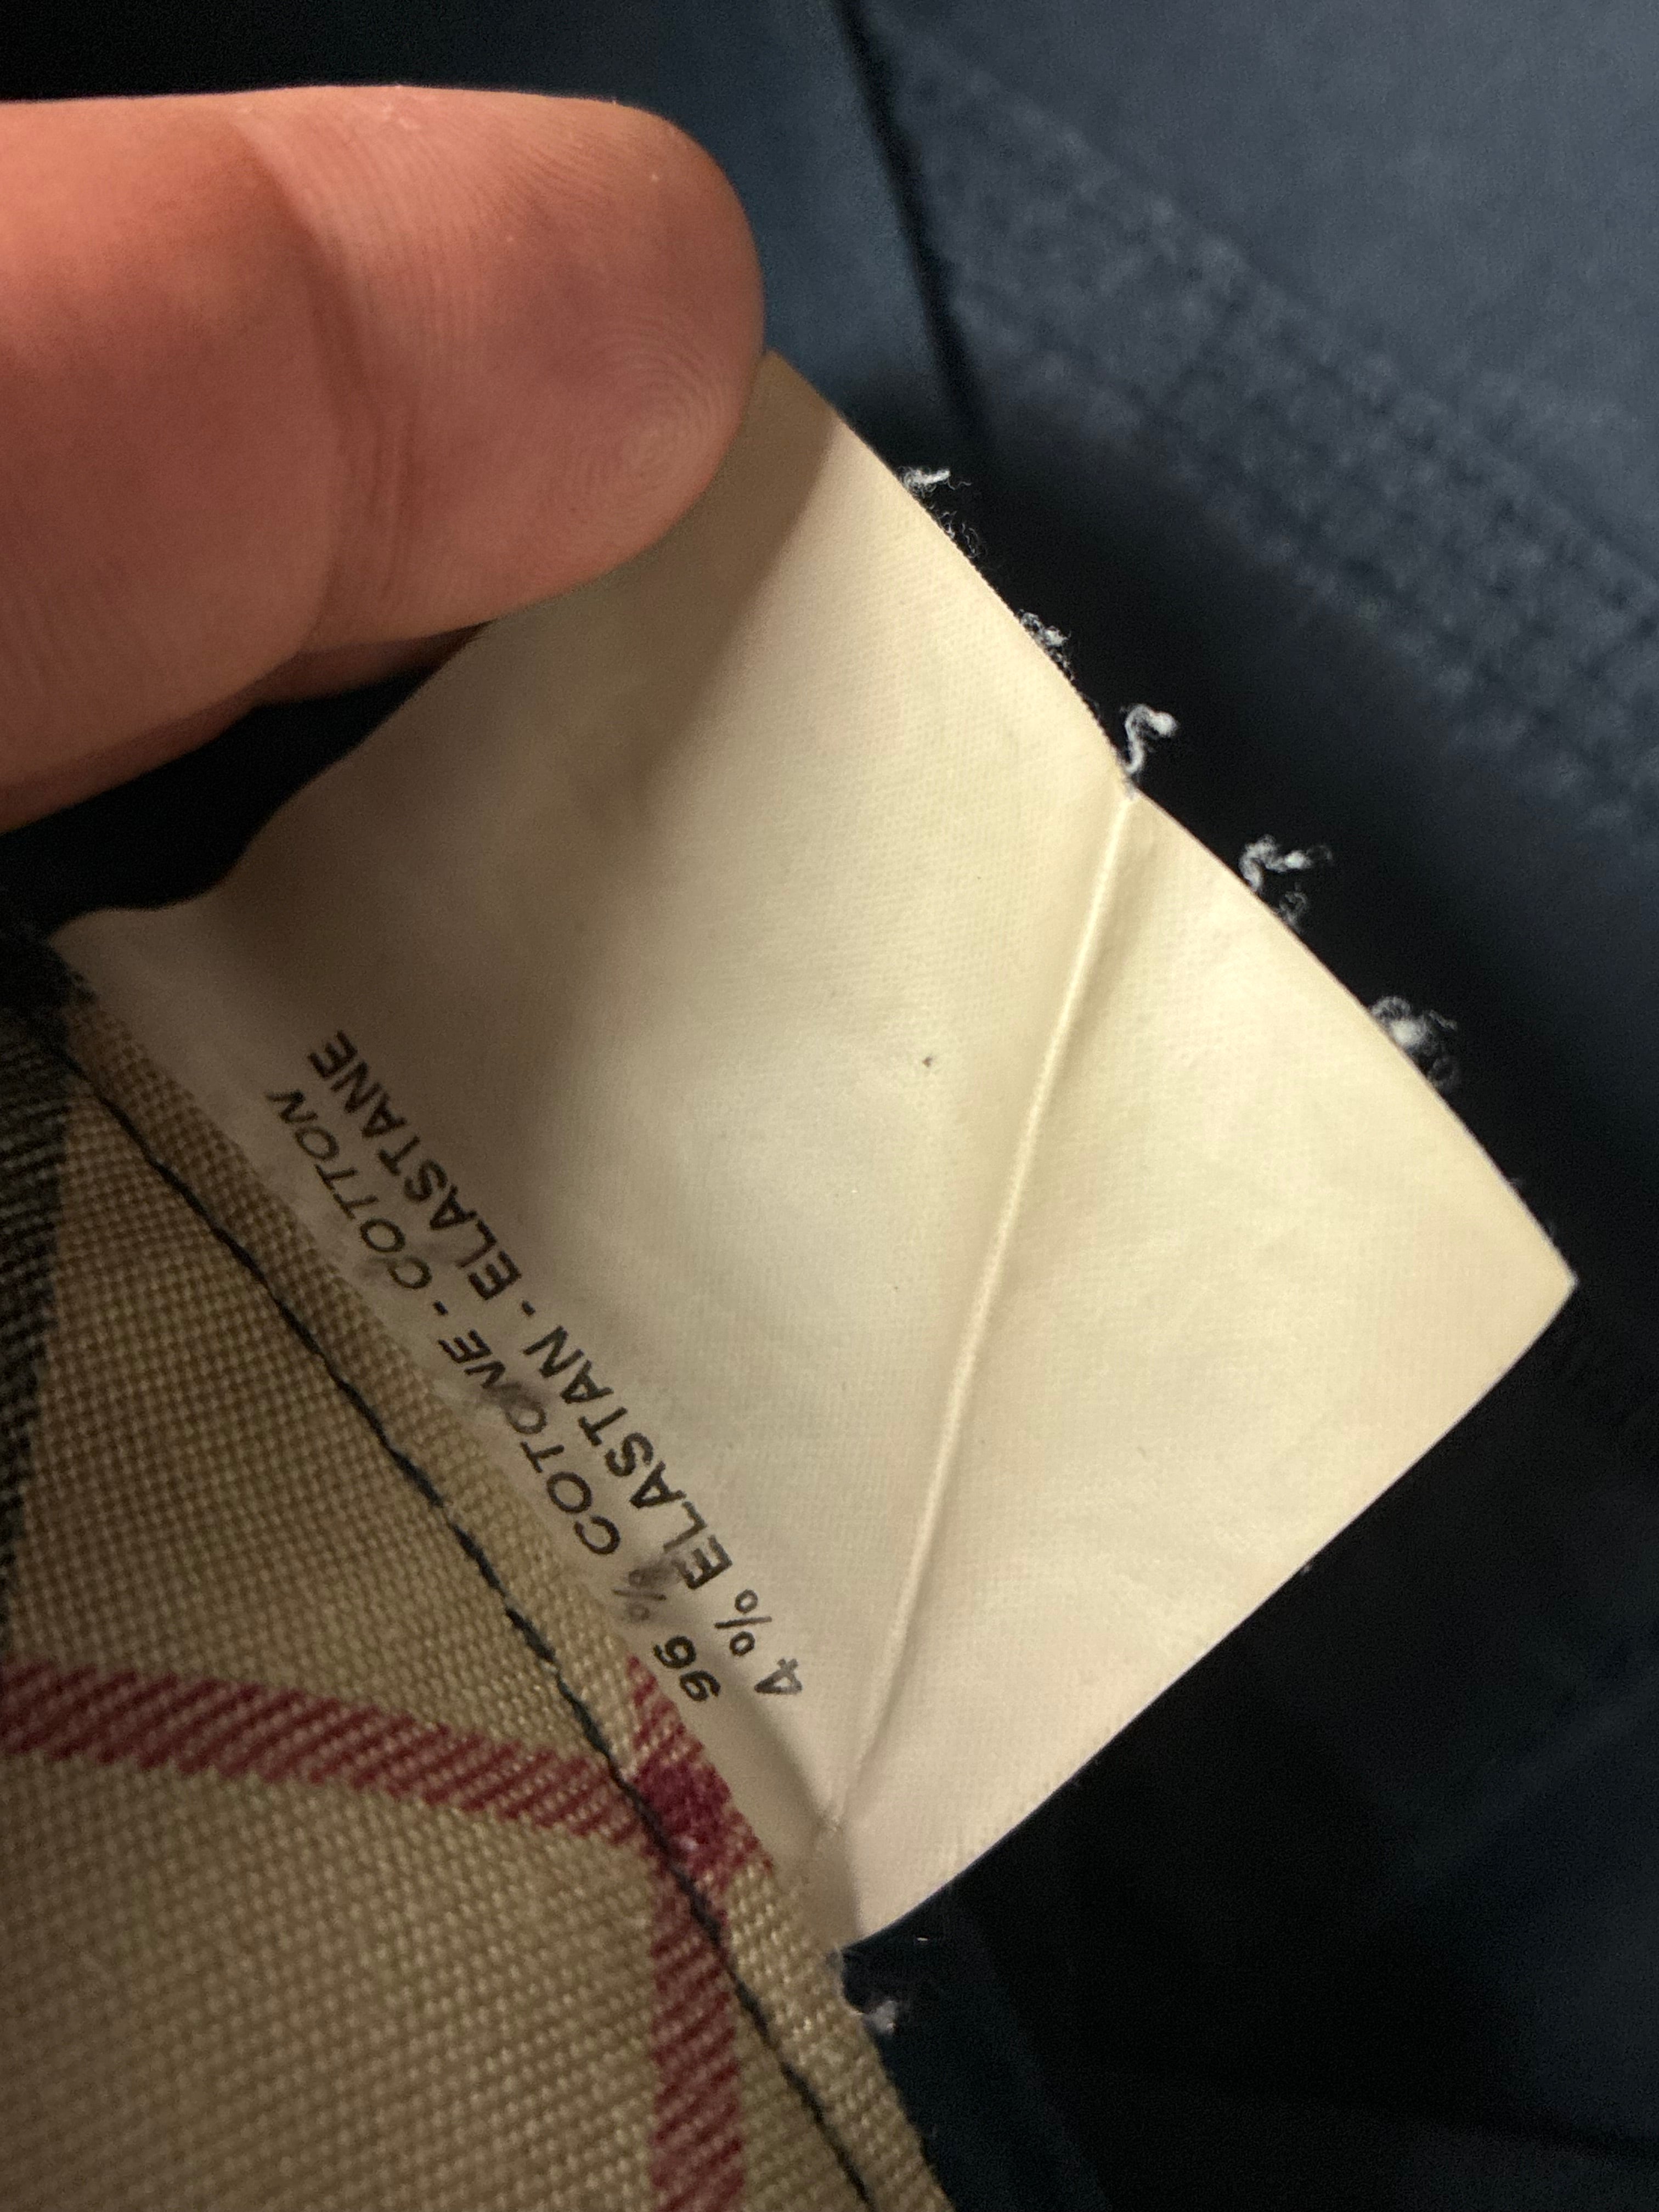 96 % COTONE - COTTON
4 % ELASTAN - ELASTANE